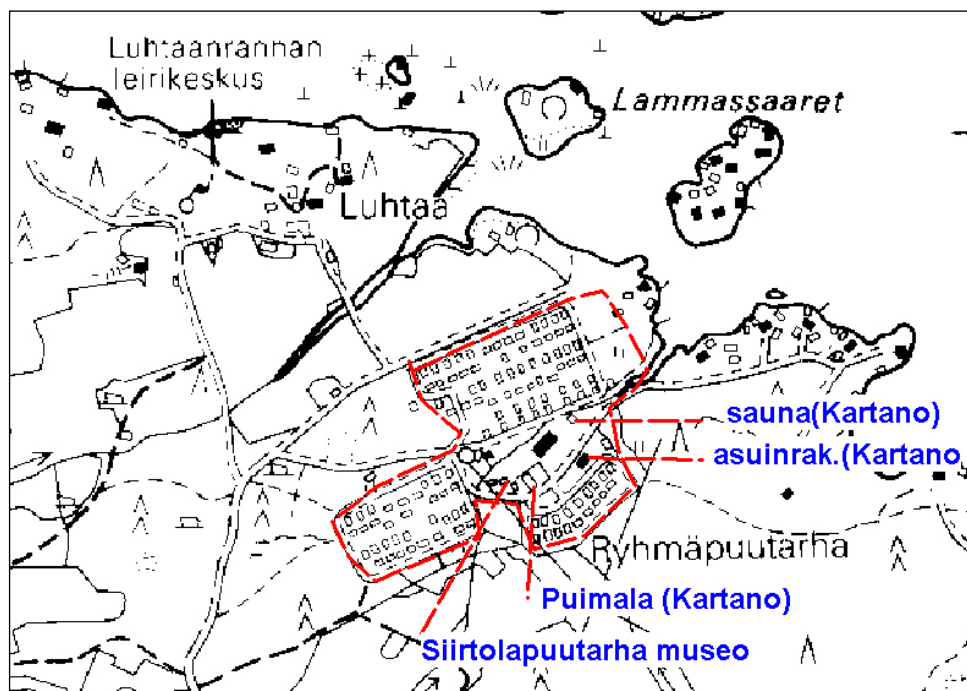 Luhtaanrannan
leirikeskus
Lammassaaret
Luhtaa
sauna(Kartano)
asuinrak.(Kartano
Ryhmäpuutarha
Puimala (Kartano)
Siirtolapuutarha museo